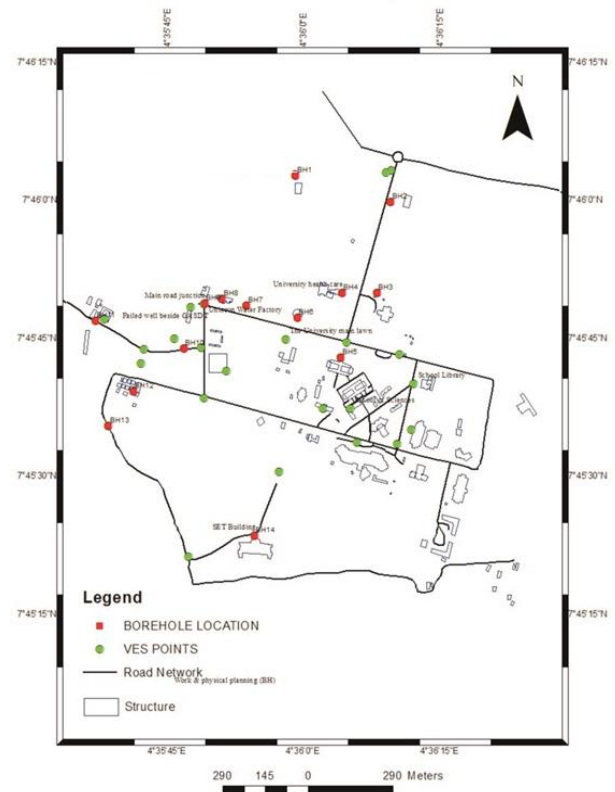 4°35'45"E 4°36'0"E 4°36'15"E
7°46'15"N 7°46'15"N
N
BH1
7°46'0"N 7°46'0"N
BH2
University health care
BH4 BH3
Main road junction
BH8
BH7
Water Factory
Failed well beside
BH6
The University main lawn
7°45'45"N 7°45'45"N
BH5
School Library
BH12
Sciences
BH13
7°45'30"N 7°45'30"N
SET Building
BH14
7°45'15"N 7°45'15"N
Legend
BOREHOLE LOCATION
VES POINTS
Road Network
Work & physical planning (BH)
Structure
4°35'45"E 4°36'0"E 4°36'15"E
290 145 0 290 Meters